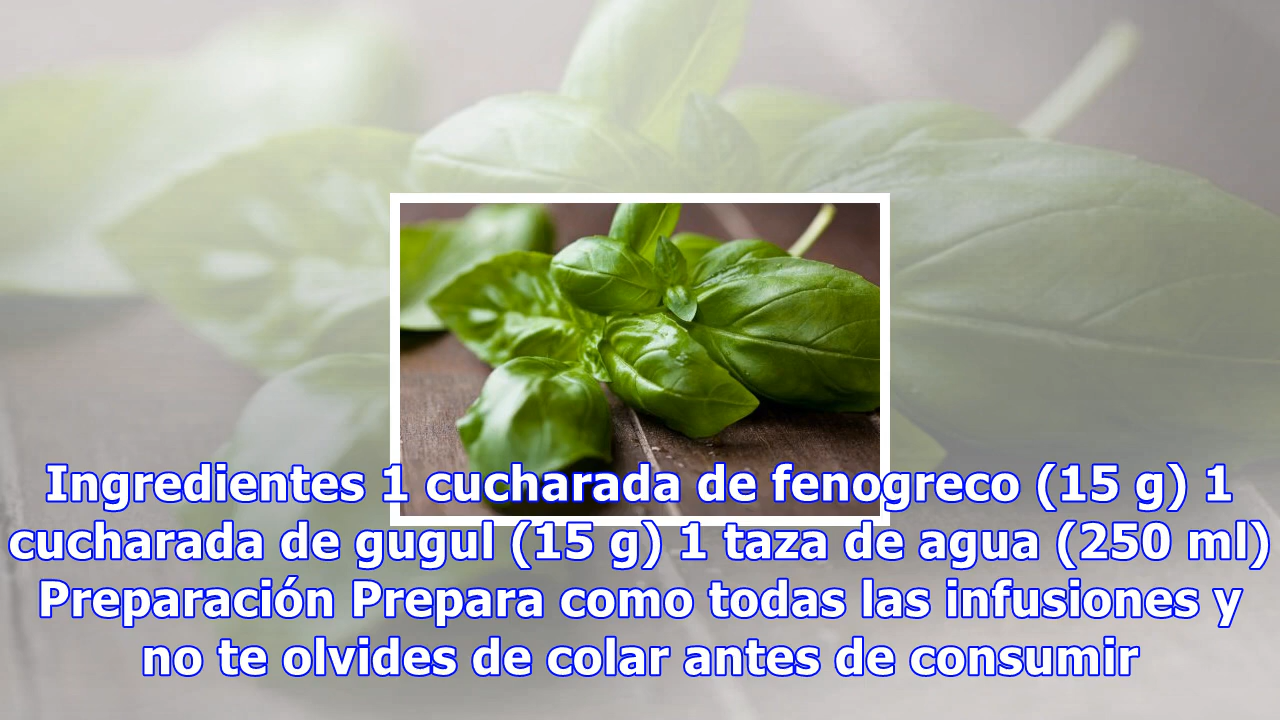 Ingredientes 1 cucharada de fenogreco (15 g) 1
cucharada de gugul (15 g) 1 taza de agua (250 ml)
Preparación Prepara como todas las infusiones y
no te olvides de colar antes de consumir